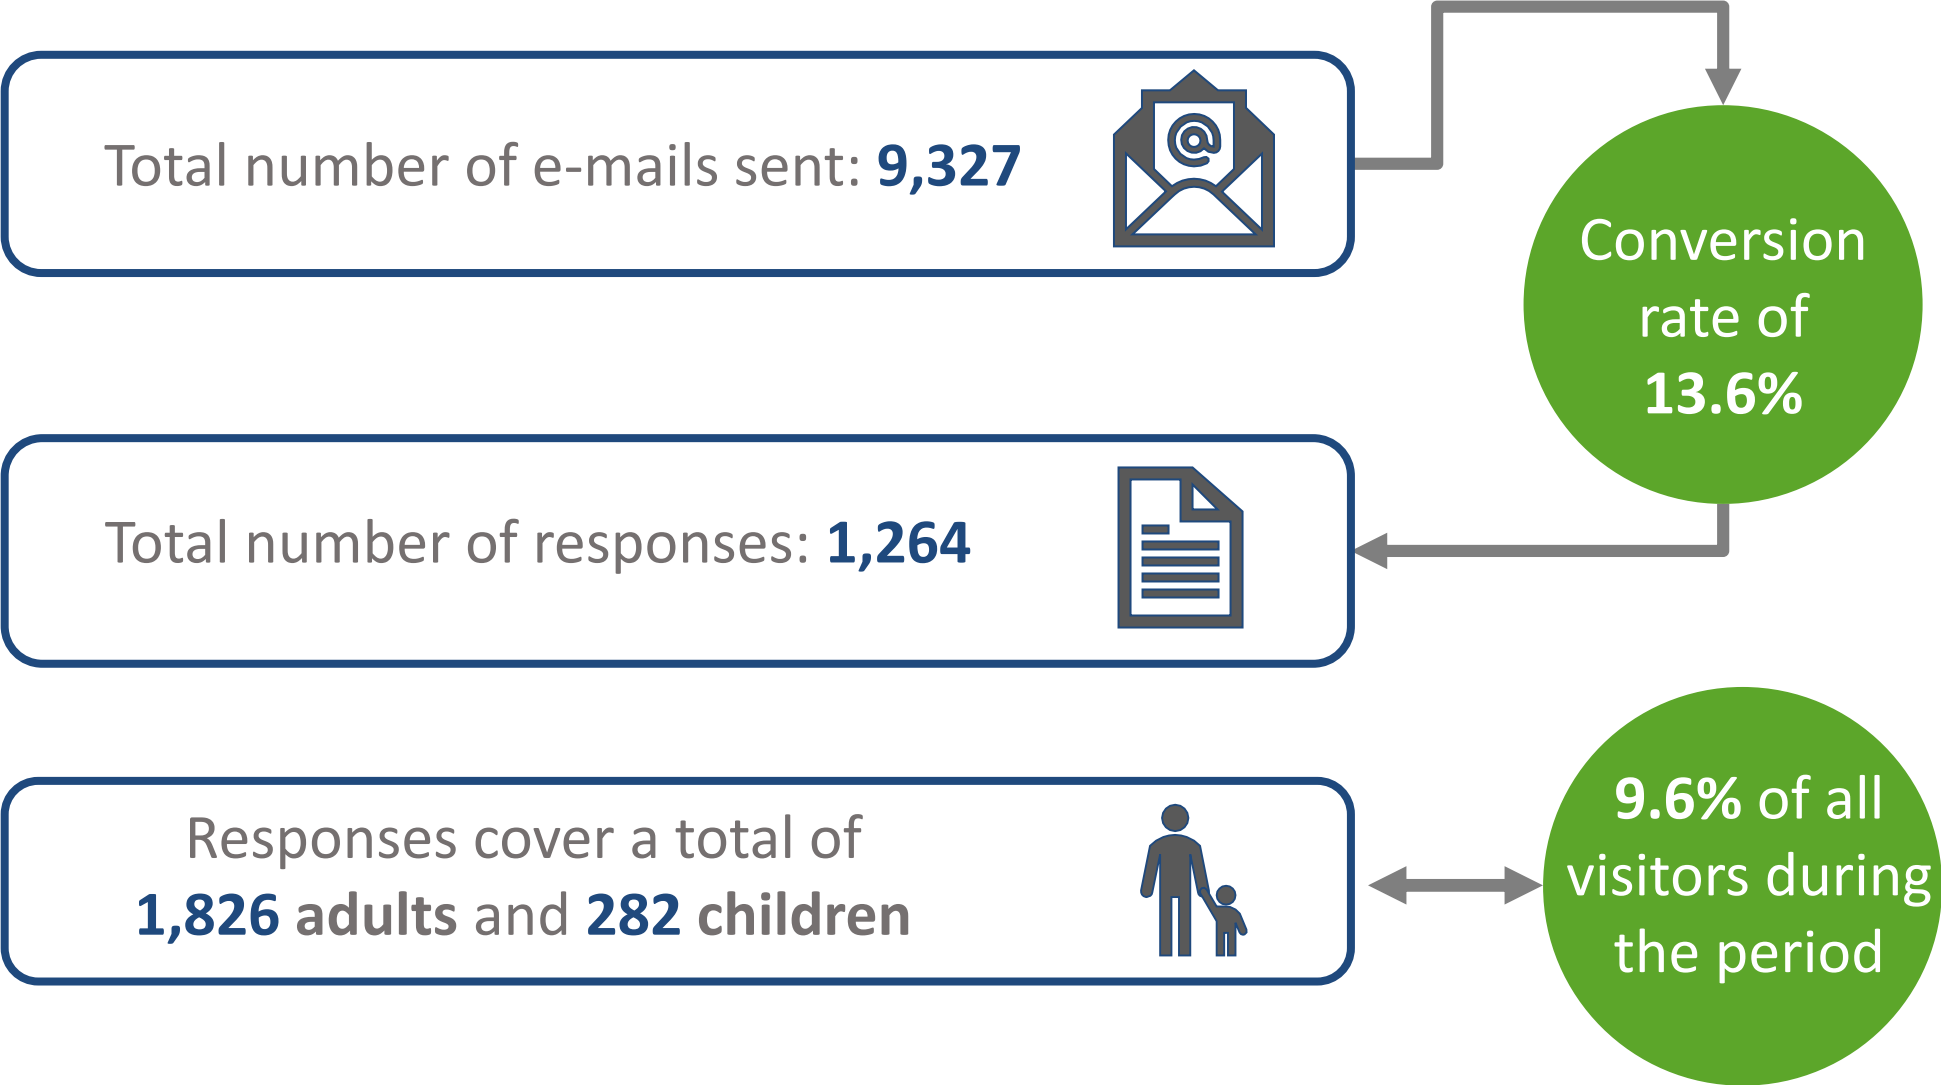 Total number of e-mails sent: 9,327
Conversion
rate of
13.6%
Total number of responses: 1,264
Responses cover a total of
1,826 adults and 282 children
9.6% of all
visitors during
the period